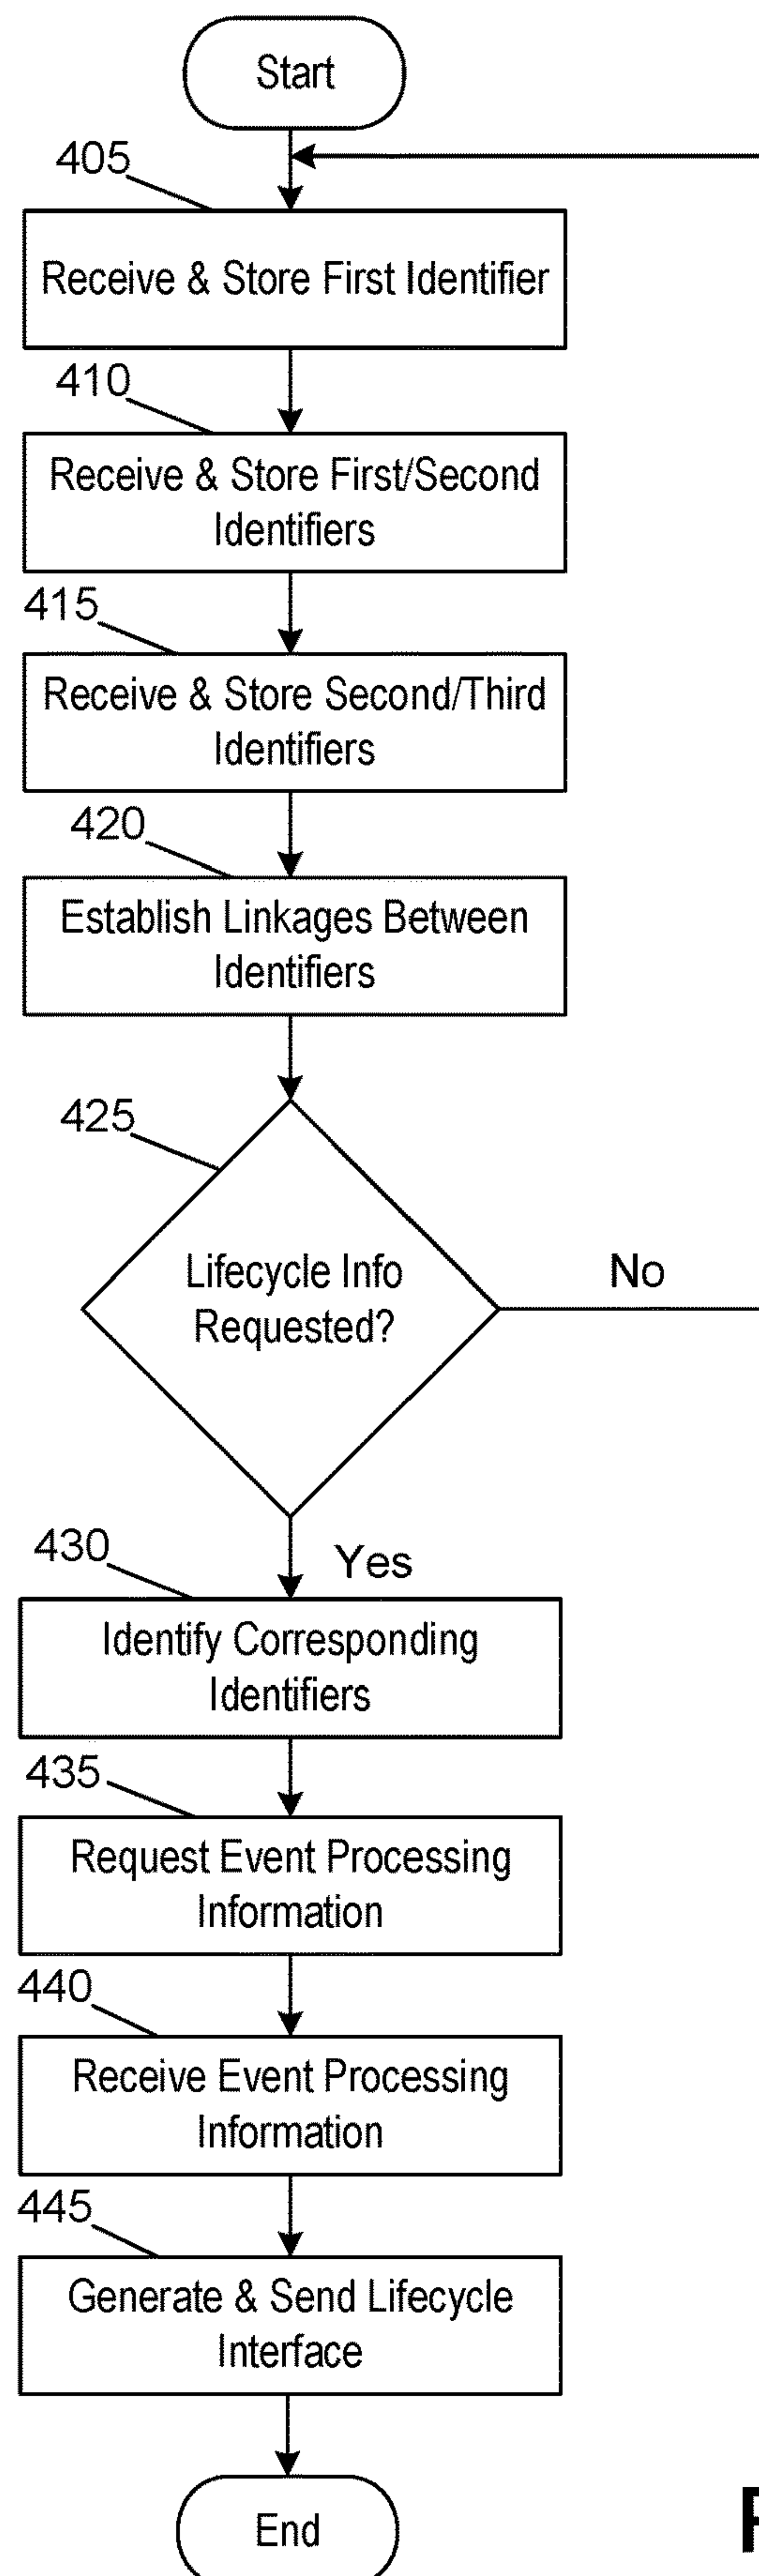 Start
405
Receive & Store First Identifier
410
Receive & Store First/Second
Identifiers
415
Receive & Store Second/Third
Identifiers
420
Establish Linkages Between
Identifiers
425
Lifecycle Info
Requested?
No
Yes
430
Identify Corresponding
Identifiers
435
Request Event Processing
Information
440
Receive Event Processing
Information
445
Generate & Send Lifecycle
Interface
End